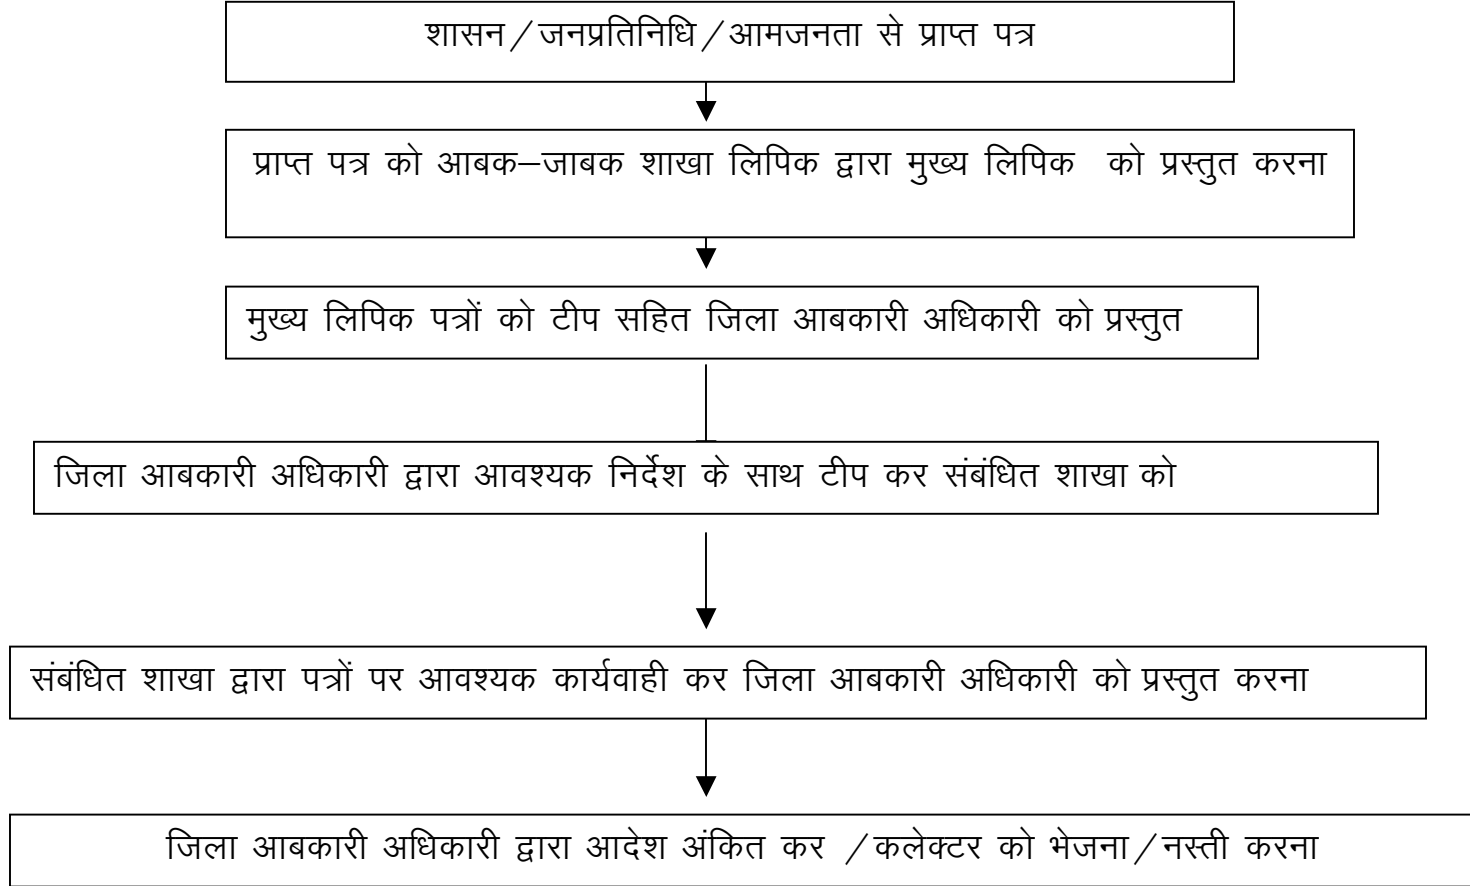 शासन/जनप्रतिनिधि/आमजनता से प्राप्त पत्र
प्राप्त पत्र को आबक–जाबक शाखा लिपिक द्वारा मुख्य लिपिक को प्रस्तुत करना
मुख्य लिपिक पत्रों को टीप सहित जिला आबकारी अधिकारी को प्रस्तुत
जिला आबकारी अधिकारी द्वारा आवश्यक निर्देश के साथ टीप कर संबंधित शाखा को
संबंधित शाखा द्वारा पत्रों पर आवश्यक कार्यवाही कर जिला आबकारी अधिकारी को प्रस्तुत करना
जिला आबकारी अधिकारी द्वारा आदेश अंकित कर /कलेक्टर को भेजना/नस्ती करना